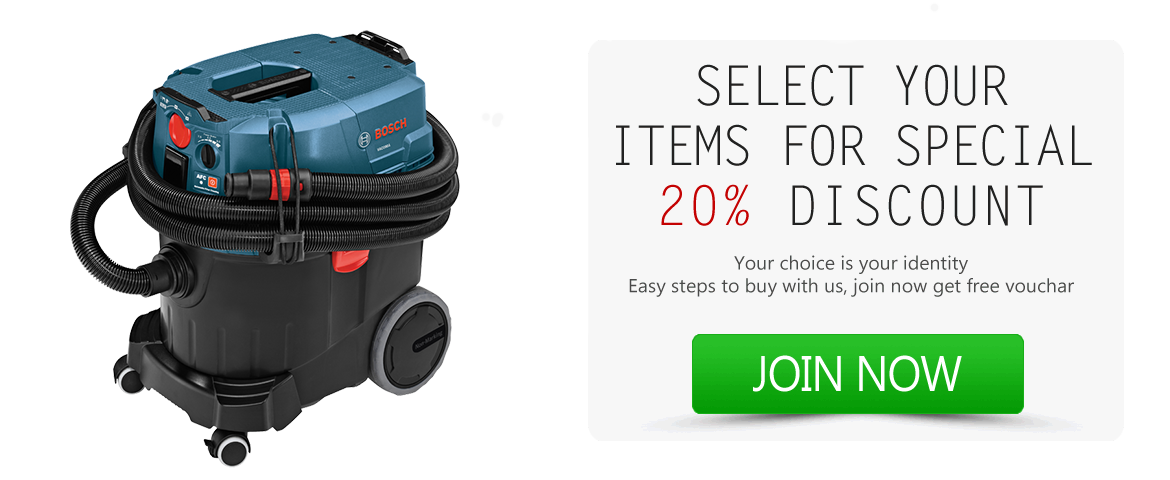 BOSCH
AFC
SELECT YOUR
ITEMS FOR SPECIAL
20% DISCOUNT
Your choice is your identity
Easy steps to buy with us, join now get free vouchar
JOIN NOW